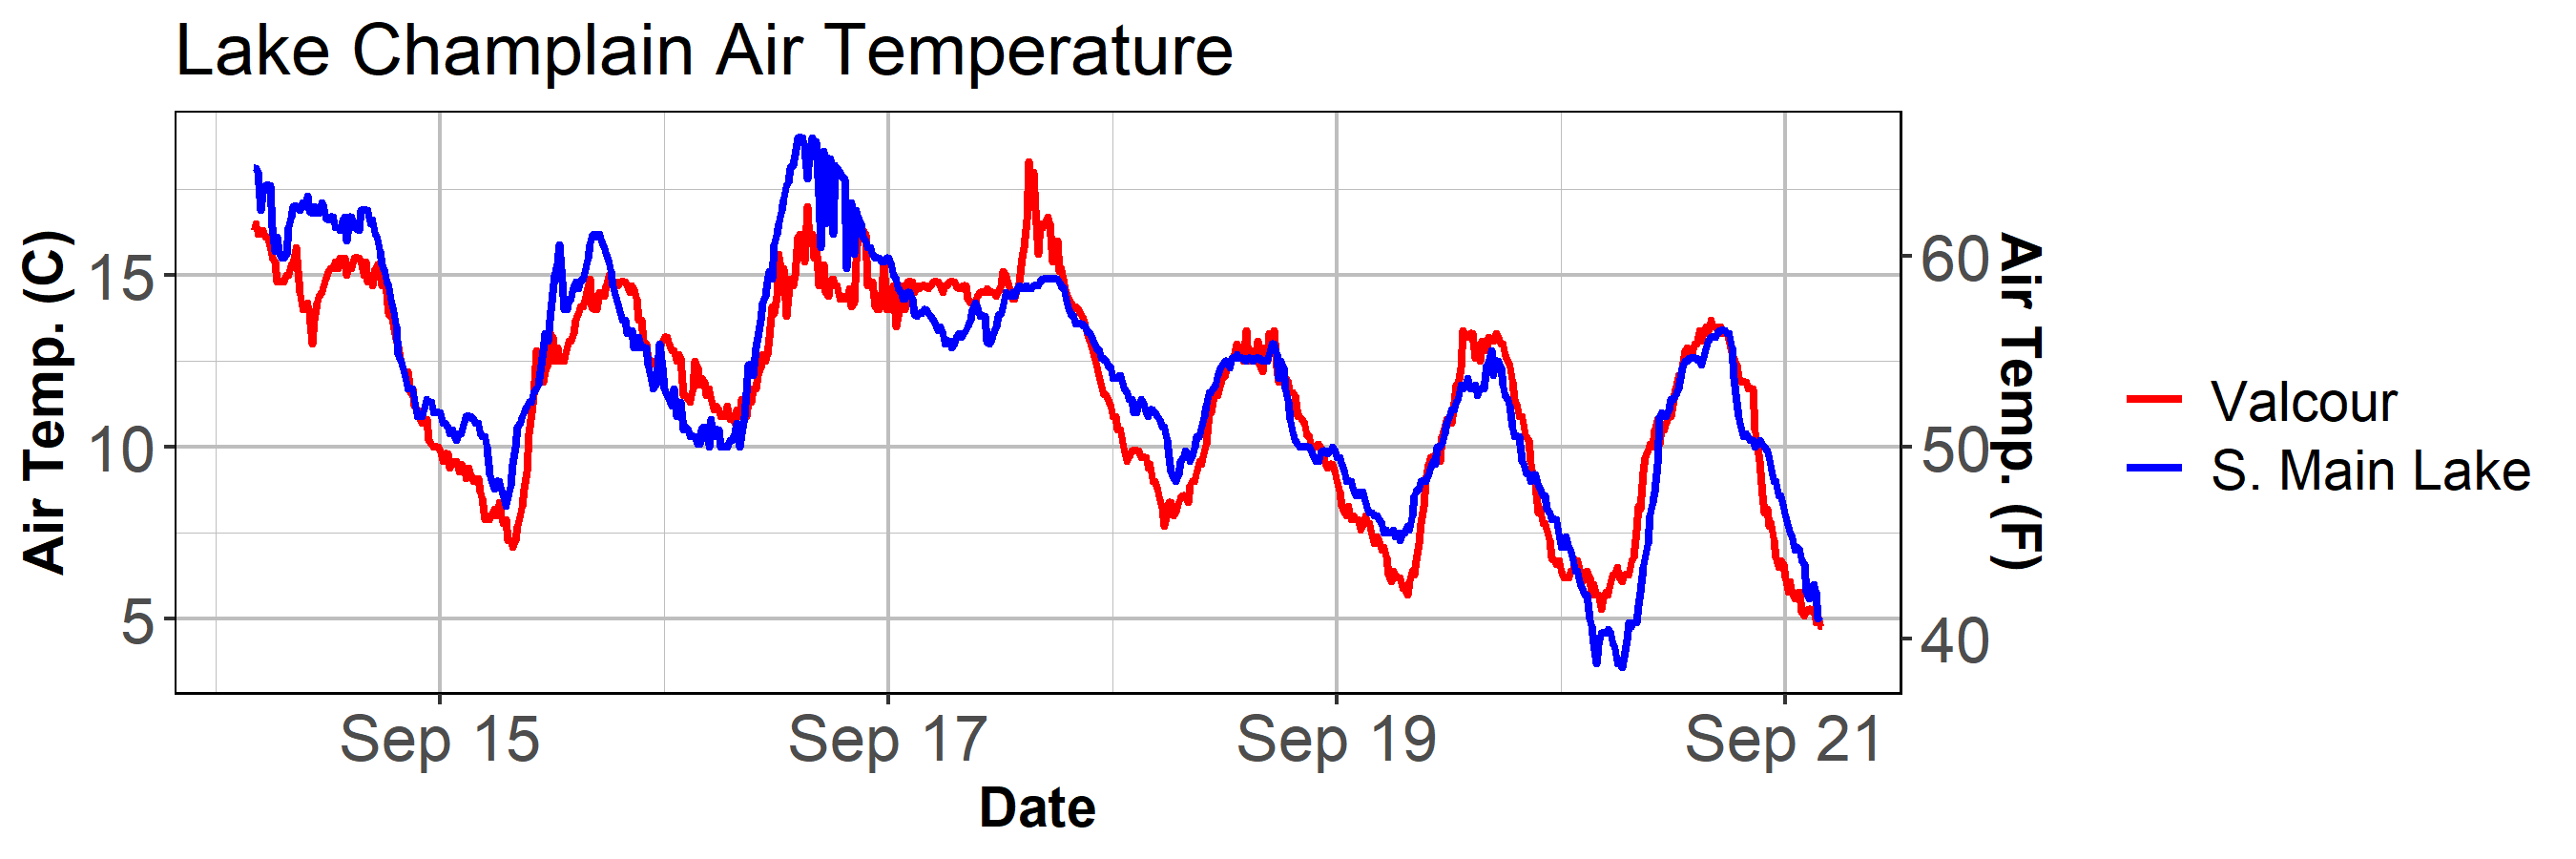 Lake Champlain Air Temperature
Air Temp. (C)
15
10
5
60
50
40
Air Temp. (F)
Sep 15
Sep 17
Sep 19
Sep 21
Date
Valcour
S. Main Lake